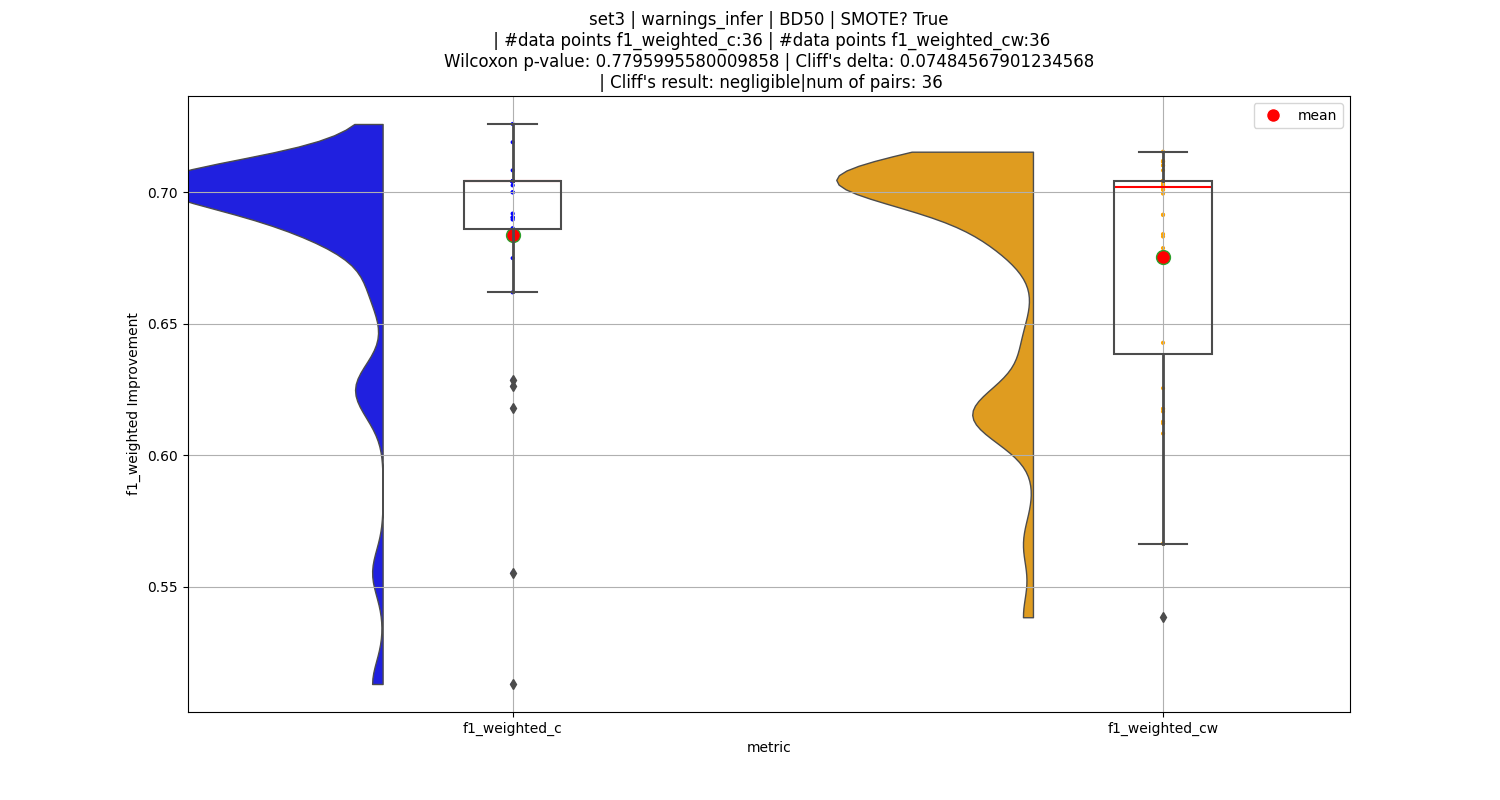 set3 | warnings_infer | BD50 | SMOTE? True
| #data points f1_weighted_c:36 | #data points f1_weighted_cw:36
Wilcoxon p-value: 0.7795995580009858 | Cliff's delta: 0.07484567901234568
| Cliff's result: negligible|num of pairs: 36
mean
0.70
0.65
0.60
0.55
f1_weighted Improvement
f1_weighted_c
f1_weighted_cw
metric